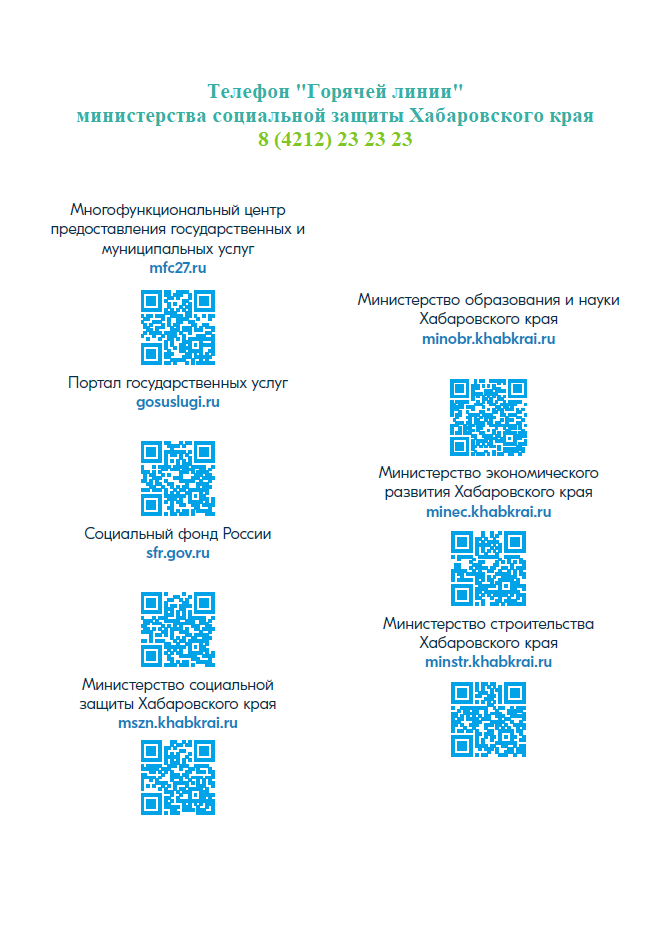 Телефон "Горячей линии"
министерства социальной защиты Хабаровского края
8 (4212) 23 23 23
Многофункциональный центр
предоставления государственных и
муниципальных услуг
mfc27.ru
Портал государственных услуг
gosuslugi.ru
Социальный фонд России
sfr.gov.ru
Министерство социальной
защиты Хабаровского края
mszn.khabkrai.ru
Министерство образования и науки
Хабаровского края
minobr.khabkrai.ru
Министерство экономического
развития Хабаровского края
minec.khabkrai.ru
Министерство строительства
Хабаровского края
minstr.khabkrai.ru